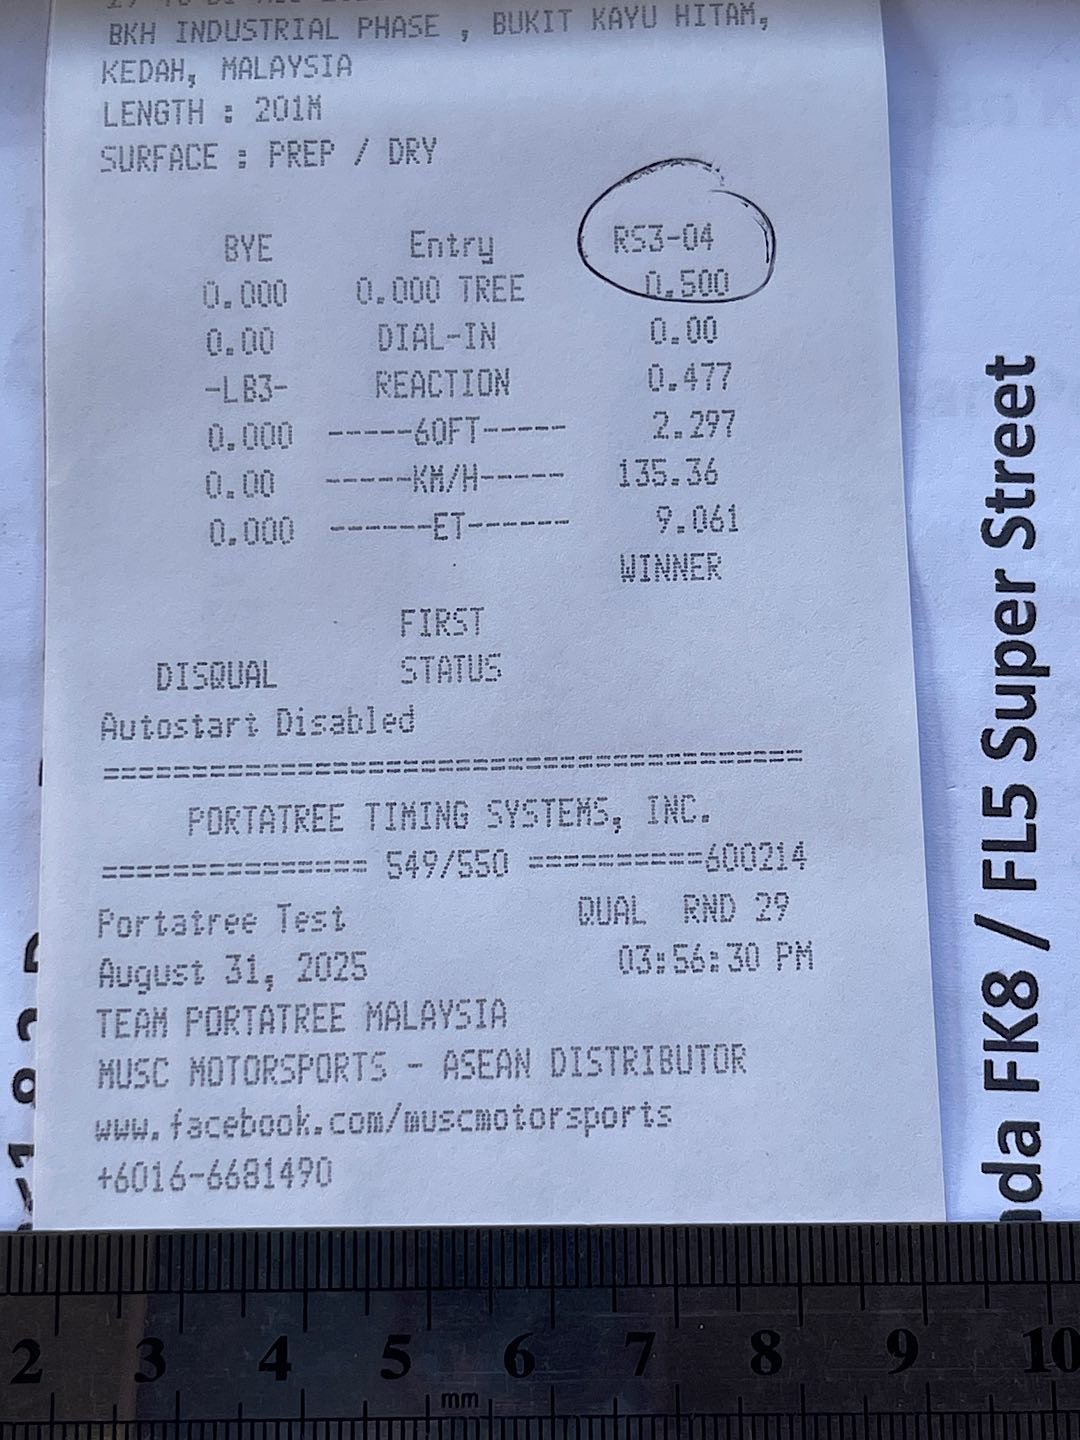 BKH INDUSTRIAL PHASE , BUKIT KAYU HITAM,
KEDAH, MALAYSIA
LENGTH : 201M
SURFACE : PREP / DRY
BYE Entry RS3-04
0.000 0.000 TREE 0.500
0.00 DIAL-IN 0.00
-LB3- REACTION 0.477
0.000 -----60FT----- 2.297
0.00 -----KM/H----- 135.36
0.000 ------ET------ 9.061
WINNER
FIRST
DISQUAL STATUS
Autostart Disabled
========================================
PORTATREE TIMING SYSTEMS, INC.
=============== 549/550 ==========600214
Portatree Test QUAL RND 29
August 31, 2025 03:56:30 PM
TEAM PORTATREE MALAYSIA
MUSC MOTORSPORTS - ASEAN DISTRIBUTOR
www.facebook.com/muscmotorsports
+6016-6681490
nda FK8 / FL5 Super Street
2 3 4 5 6 7 8 9 10
mm